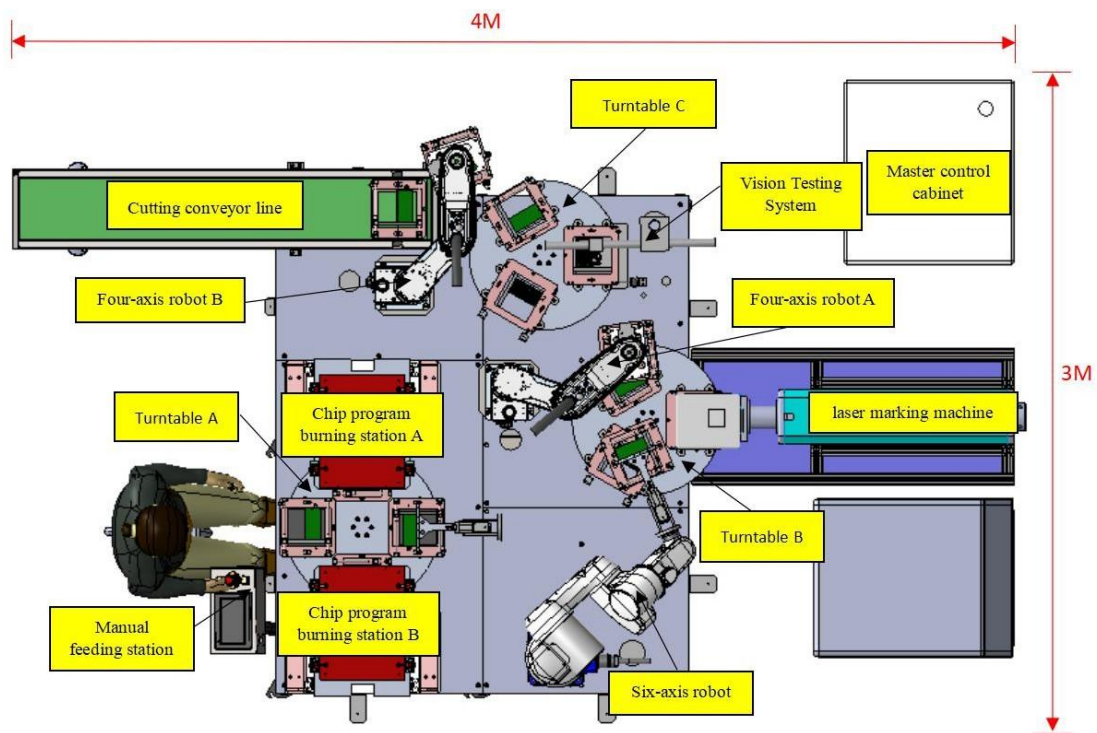 4M
3M
Turntable C
Master control
cabinet
Vision Testing
System
Cutting conveyor line
Four-axis robot B
Four-axis robot A
Turntable A
Chip program
burning station A
laser marking machine
Turntable B
Manual
feeding station
Chip program
burning station B
Six-axis robot